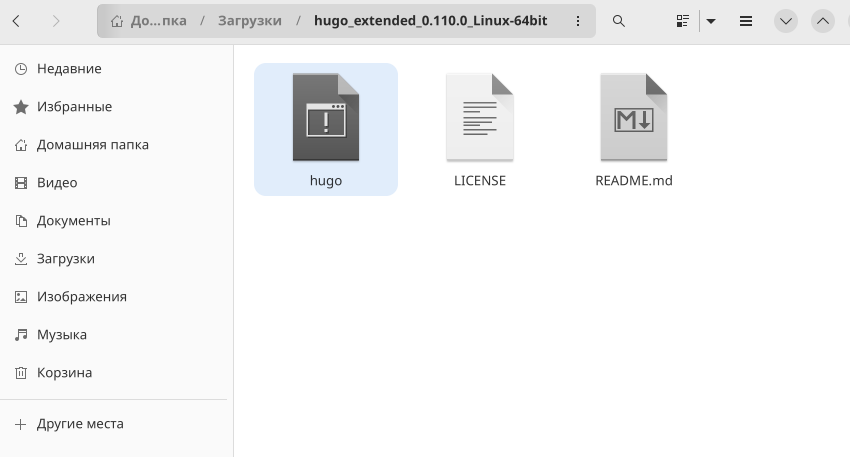 До...пка / Загрузки / hugo_extended_0.110.0_Linux-64bit
Недавние
Избранные
Домашняя папка
Видео
Документы
Загрузки
Изображения
Музыка
Корзина
Другие места
hugo
LICENSE
README.md